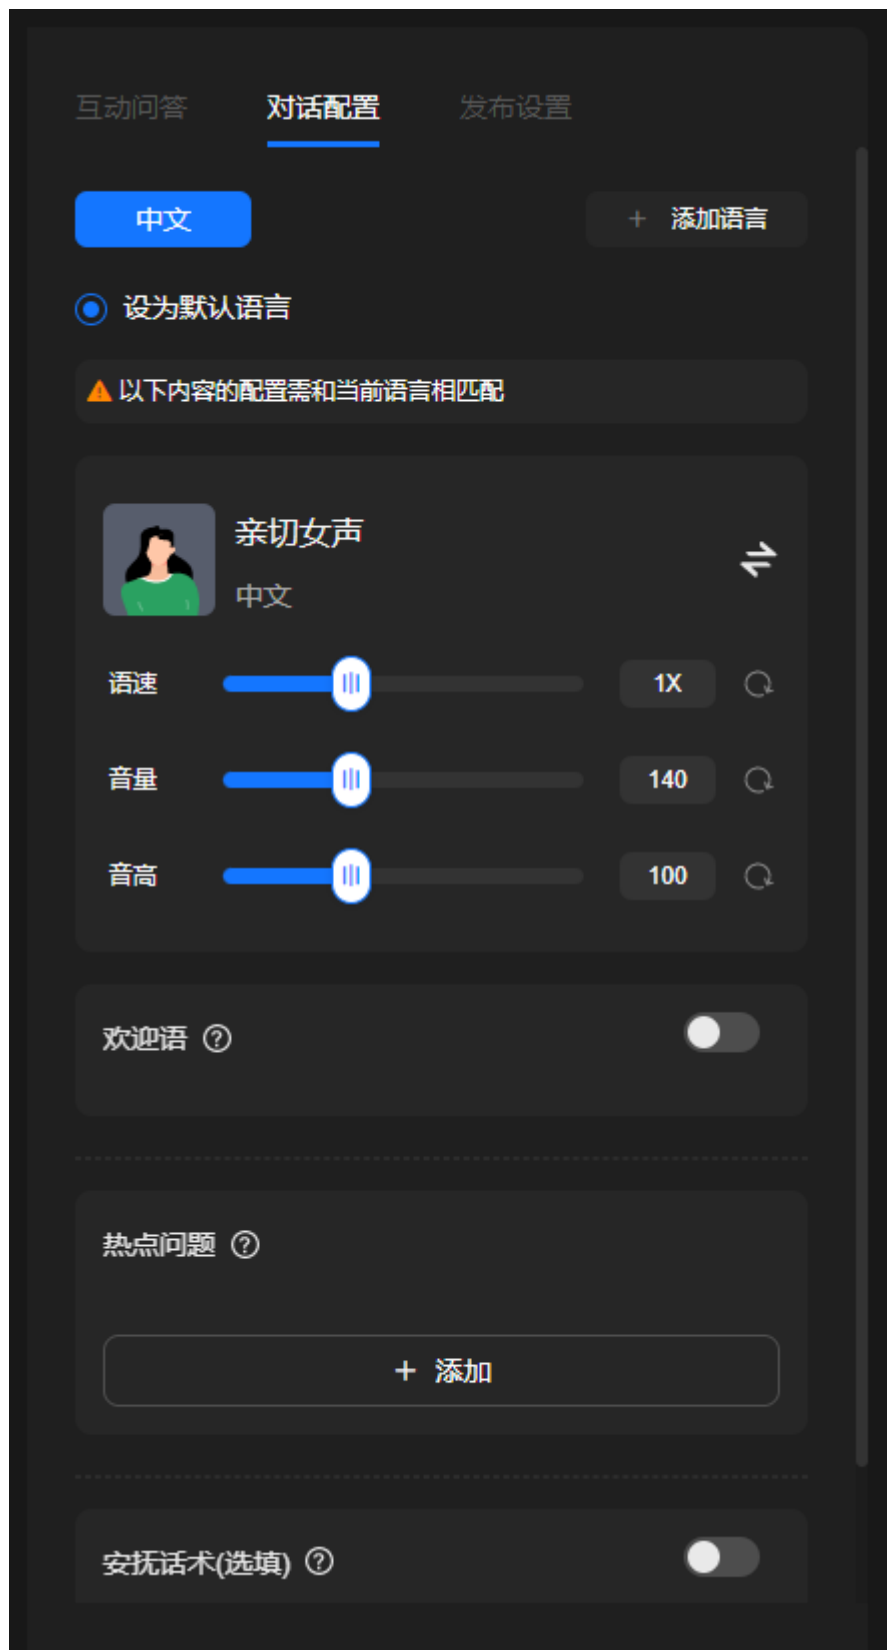 互动问答 对话配置 发布设置
中文 + 添加语言
设为默认语言
以下内容的配置需和当前语言相匹配
亲切女声
中文
语速 1X
音量 140
音高 100
欢迎语 ?
热点问题 ?
+ 添加
安抚话术(选填) ?